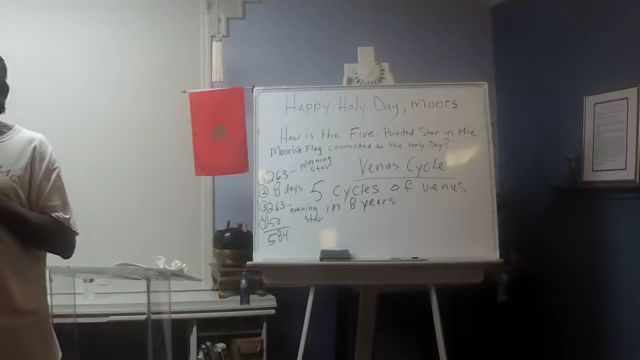 Happy Holy Day, Moors
How is the Five Pointed Star in the
Moorish Flag connected to the Holy Day?
① 263 - morning star
② 8 days
③ 263 - evening star
584
Venus Cycle
5 cycles of Venus
in 8 years